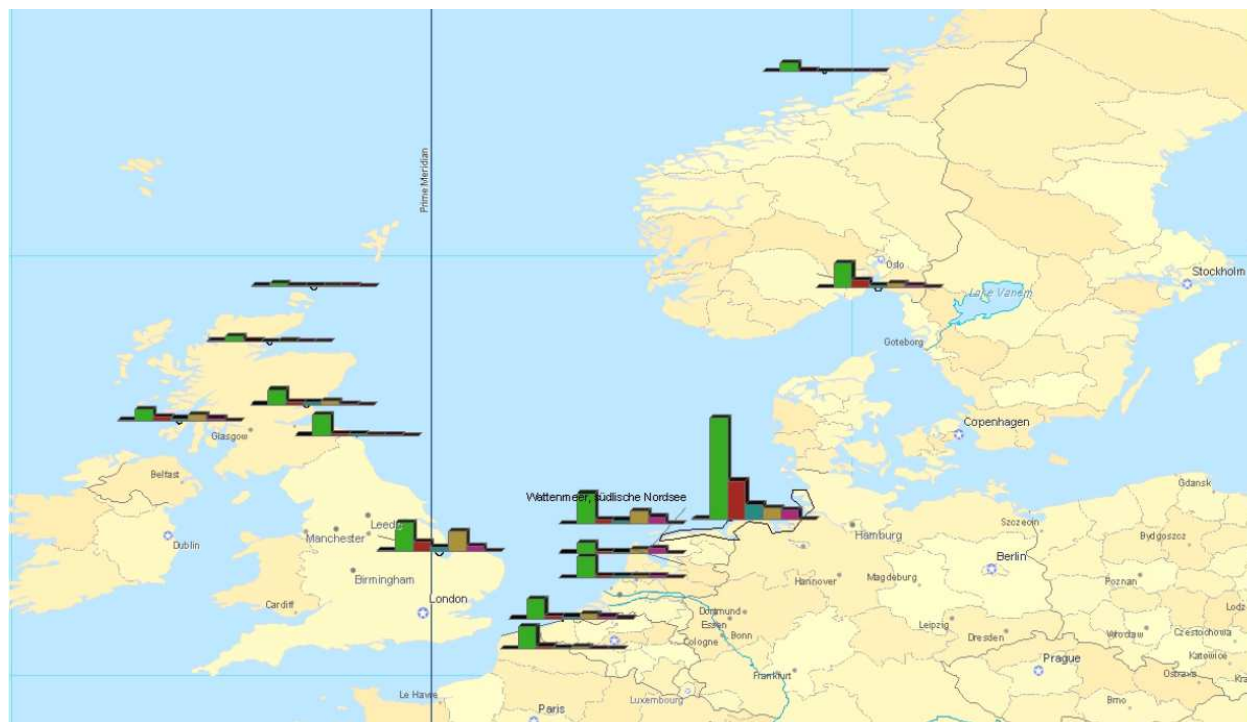 Prime Meridian
Oslo
Stockholm
Lake Vanern
Goteborg
Glasgow
Copenhagen
Belfast
Gdansk
Wattenmeer, südlische Nordsee
Szczecin
Leeds
Manchester
Hamburg
Dublin
Bydgoszcz
Berlin
Birmingham
Hannover
Magdeburg
Poznan
London
Cardiff
Dortmund
Essen
Leipzig
Lodz
Cologne
Bonn
Dresden
Wroclaw
Czestochowa
Katowice
Prague
Frankfurt
Ostrava
Kra
Le Havre
Luxembourg
Paris
Brno